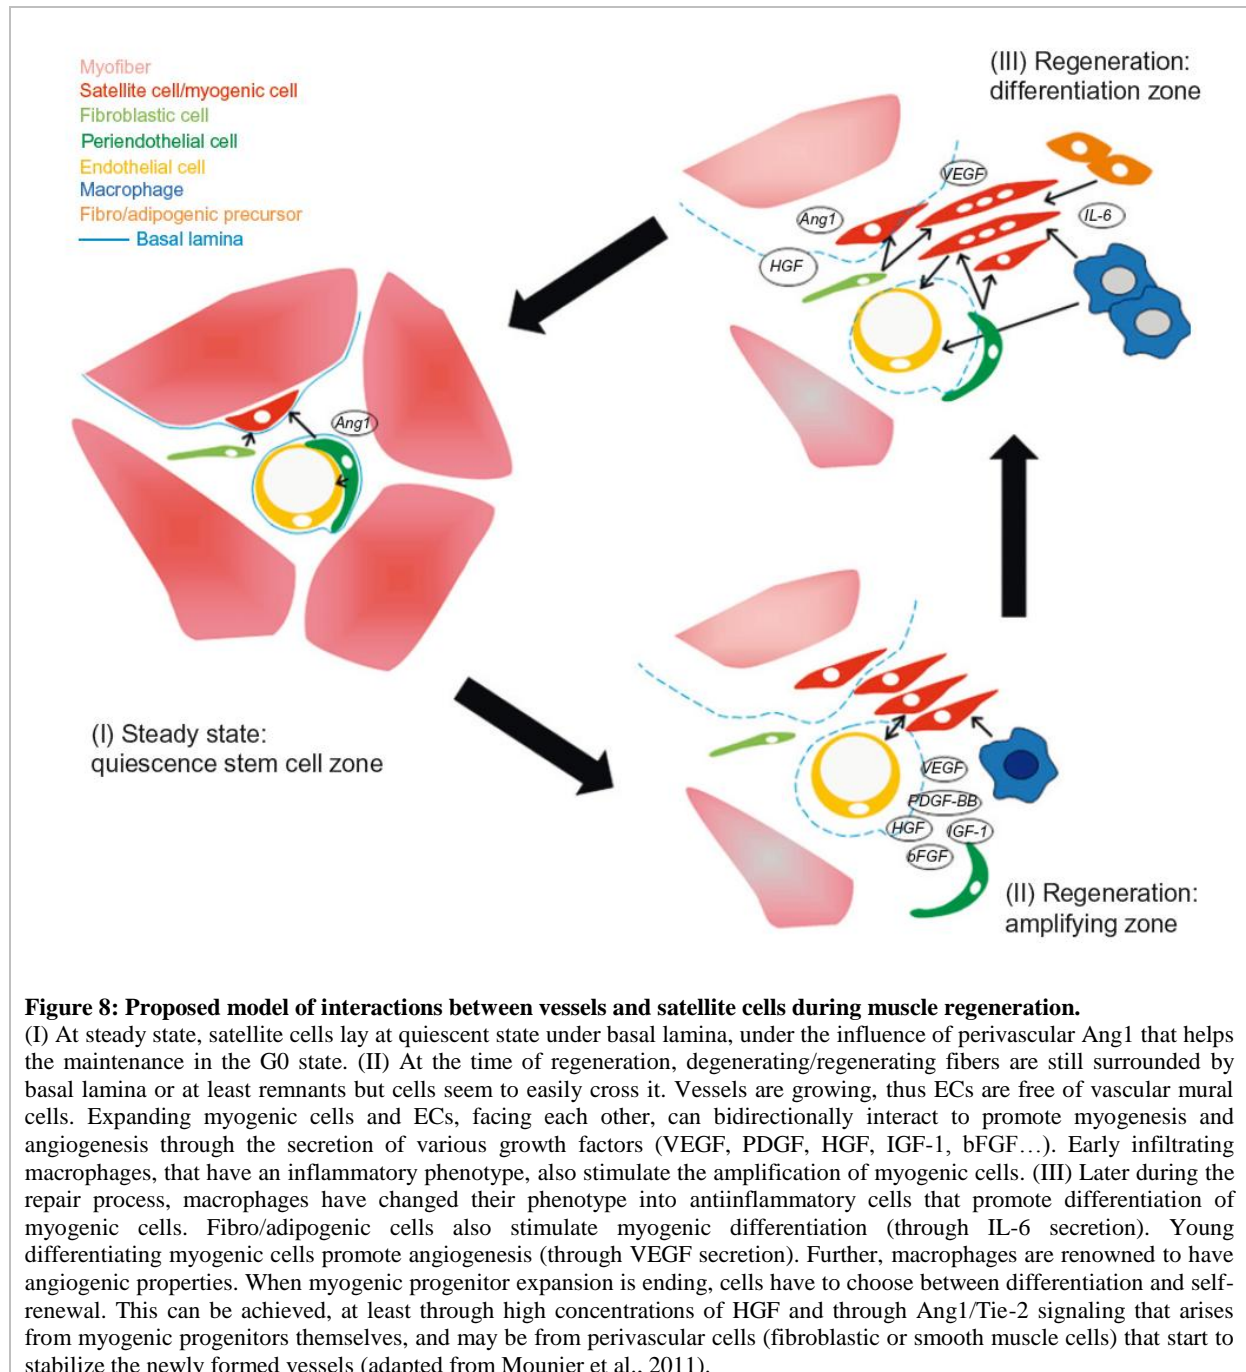 Myofiber
Satellite cell/myogenic cell
Fibroblastic cell
Periendothelial cell
Endothelial cell
Macrophage
Fibro/adipogenic precursor
Basal lamina
(III) Regeneration:
differentiation zone
VEGF
Ang1
IL-6
HGF
Ang1
(I) Steady state:
quiescence stem cell zone
VEGF
PDGF-BB
HGF
IGF-1
bFGF
(II) Regeneration:
amplifying zone
Figure 8: Proposed model of interactions between vessels and satellite cells during muscle regeneration.
(I) At steady state, satellite cells lay at quiescent state under basal lamina, under the influence of perivascular Ang1 that helps
the maintenance in the G0 state. (II) At the time of regeneration, degenerating/regenerating fibers are still surrounded by
basal lamina or at least remnants but cells seem to easily cross it. Vessels are growing, thus ECs are free of vascular mural
cells. Expanding myogenic cells and ECs, facing each other, can bidirectionally interact to promote myogenesis and
angiogenesis through the secretion of various growth factors (VEGF, PDGF, HGF, IGF-1, bFGF…). Early infiltrating
macrophages, that have an inflammatory phenotype, also stimulate the amplification of myogenic cells. (III) Later during the
repair process, macrophages have changed their phenotype into antiinflammatory cells that promote differentiation of
myogenic cells. Fibro/adipogenic cells also stimulate myogenic differentiation (through IL-6 secretion). Young
differentiating myogenic cells promote angiogenesis (through VEGF secretion). Further, macrophages are renowned to have
angiogenic properties. When myogenic progenitor expansion is ending, cells have to choose between differentiation and self-
renewal. This can be achieved, at least through high concentrations of HGF and through Ang1/Tie-2 signaling that arises
from myogenic progenitors themselves, and may be from perivascular cells (fibroblastic or smooth muscle cells) that start to
stabilize the newly formed vessels (adapted from Mounier et al., 2011).